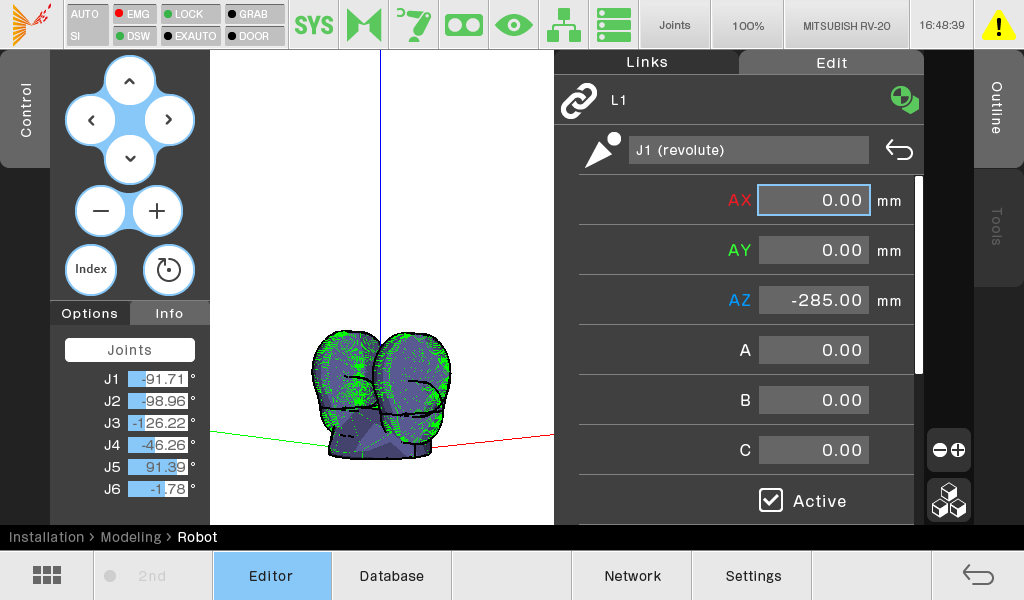 AUTO
SI
EMG
DSW
LOCK
EXAUTO
GRAB
DOOR
SYS
Joints
100%
MITSUBISH RV-20
16:48:39
Control
Index
Options
Info
Joints
J1 -91.71 °
J2 -98.96 °
J3 -126.22 °
J4 -46.26 °
J5 91.39 °
J6 -1.78 °
Links
Edit
L1
J1 (revolute)
AX 0.00 mm
AY 0.00 mm
AZ -285.00 mm
A 0.00
B 0.00
C 0.00
Active
Outline
Tools
Installation > Modeling > Robot
2nd
Editor
Database
Network
Settings